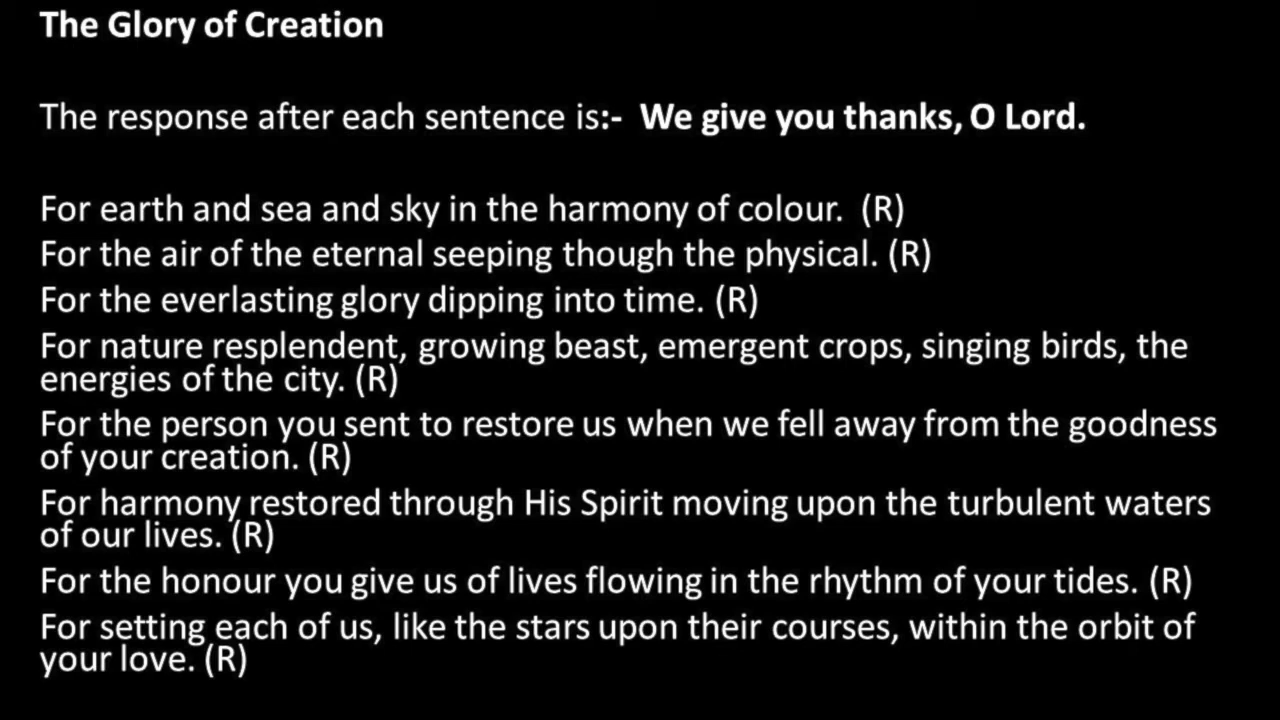 The Glory of Creation
The response after each sentence is:- We give you thanks, O Lord.
For earth and sea and sky in the harmony of colour. (R)
For the air of the eternal seeping though the physical. (R)
For the everlasting glory dipping into time. (R)
For nature resplendent, growing beast, emergent crops, singing birds, the
energies of the city. (R)
For the person you sent to restore us when we fell away from the goodness
of your creation. (R)
For harmony restored through His Spirit moving upon the turbulent waters
of our lives. (R)
For the honour you give us of lives flowing in the rhythm of your tides. (R)
For setting each of us, like the stars upon their courses, within the orbit of
your love. (R)